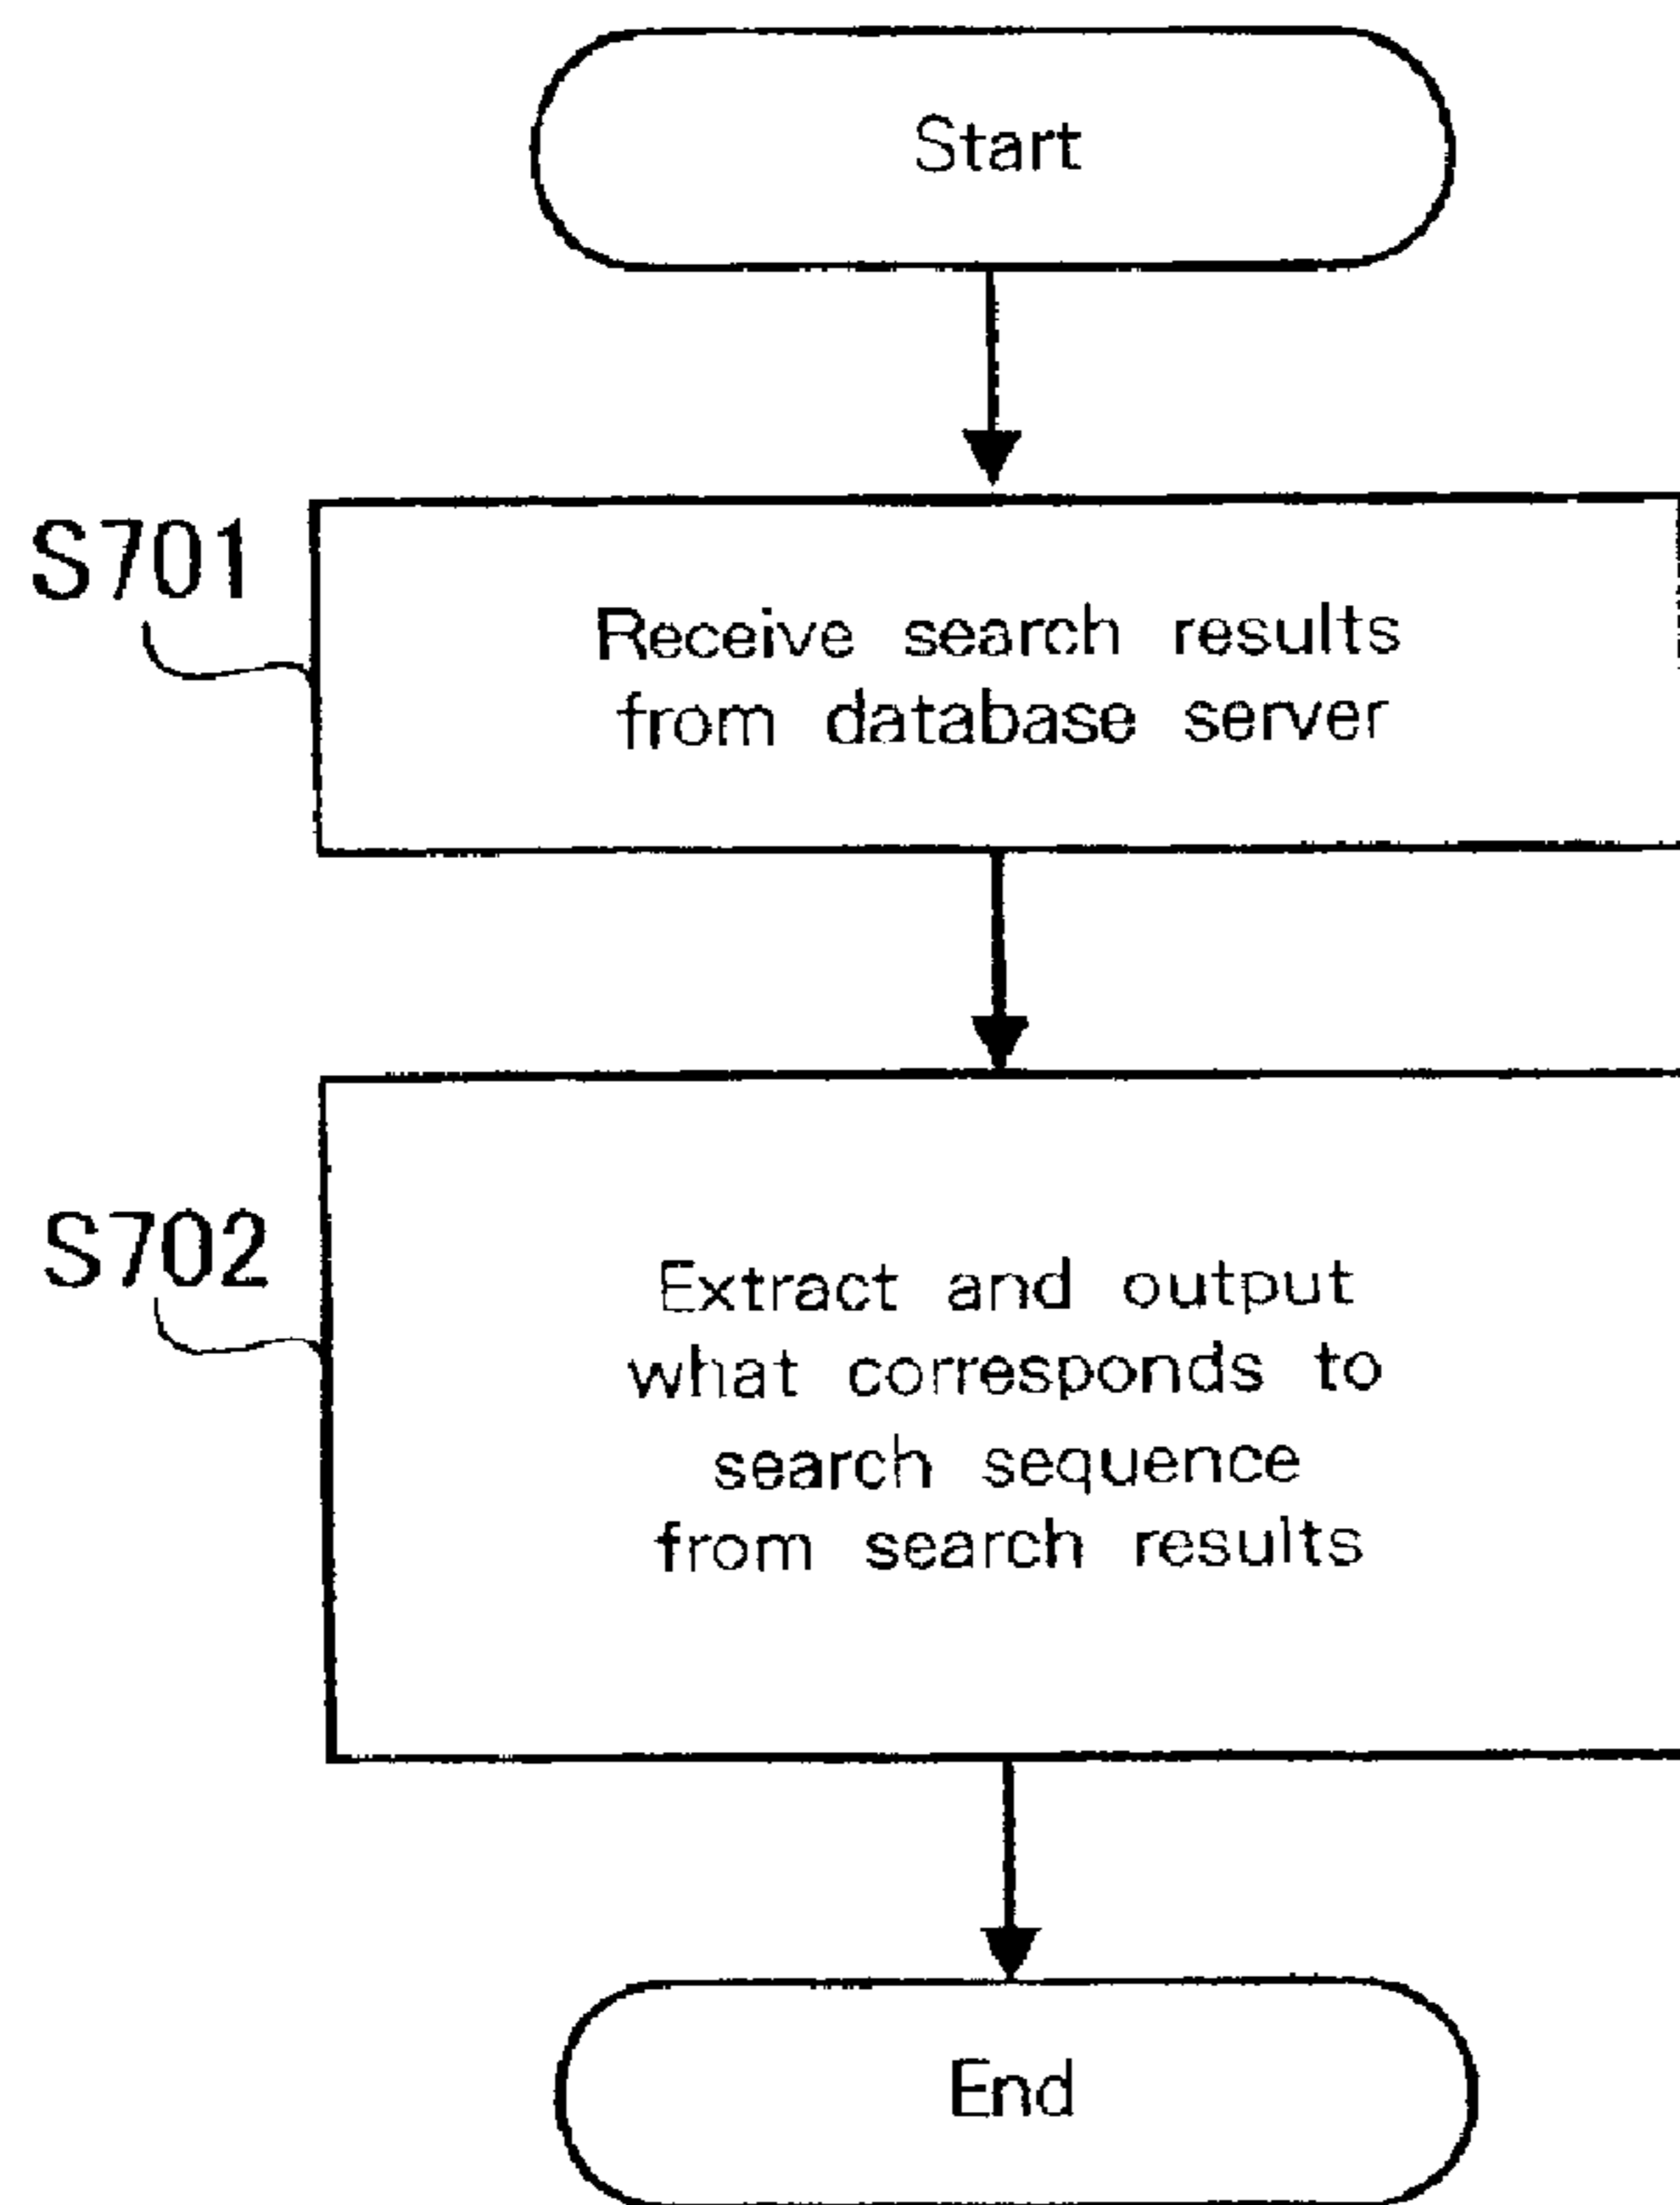 Start
S701
Receive search results
from database server
S702
Extract and output
what corresponds to
search sequence
from search results
End